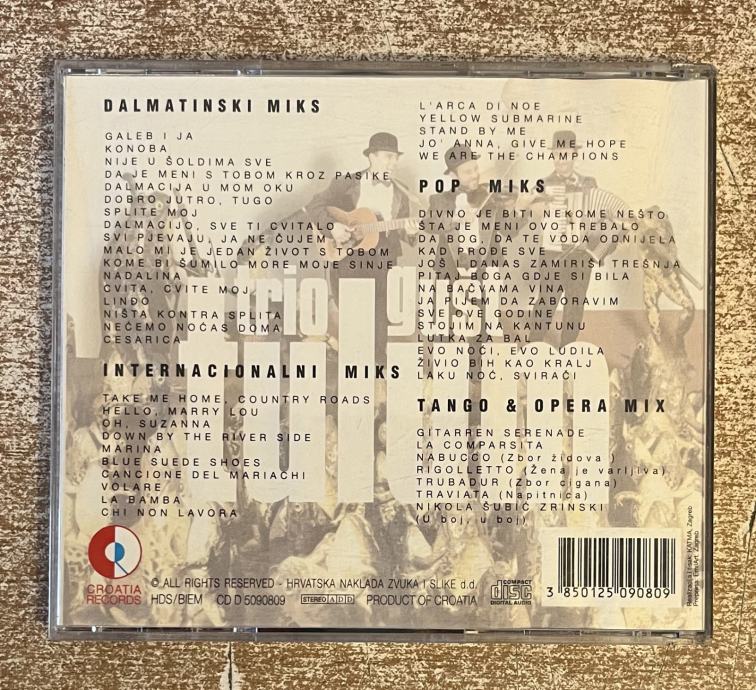 DALMATINSKI MIKS
GALEB I JA
KONOBA
NIJE U ŠOLDIMA SVE
DA JE MENI S TOBOM KROZ PASIKE
DALMACIJA U MOM OKU
DOBRO JUTRO, TUGO
SPLITE MOJ
DALMACIJO, SVE TI CVITALO
SVI PJEVAJU, JA NE ČUJEM
MALO MI JE JEDAN ŽIVOT S TOBOM
KOME BI ŠUMILO MORE MOJE SINJE
NADALINA
CVITA, CVITE MOJ
LINĐO
NIŠTA KONTRA SPLITA
NEĆEMO NOĆAS DOMA
CESARICA
INTERNACIONALNI MIKS
TAKE ME HOME, COUNTRY ROADS
HELLO, MARRY LOU
OH, SUZANNA
DOWN BY THE RIVER SIDE
MARINA
BLUE SUEDE SHOES
CANCIONE DEL MARIACHI
VOLARE
LA BAMBA
CHI NON LAVORA
L'ARCA DI NOE
YELLOW SUBMARINE
STAND BY ME
JO' ANNA, GIVE ME HOPE
WE ARE THE CHAMPIONS
POP MIKS
DIVNO JE BITI NEKOME NEŠTO
ŠTA JE MENI OVO TREBALO
DA BOG, DA TE VODA ODNIJELA
KAD PROĐE SVE
JOŠ I DANAS ZAMIRIŠI TREŠNJA
PITAJ BOGA GDJE SI BILA
NA BAČVAMA VINA
JA PIJEM DA ZABORAVIM
SVE OVE GODINE
STOJIM NA KANTUNU
LUTKA ZA BAL
EVO NOĆI, EVO LUDILA
ŽIVIO BIH KAO KRALJ
LAKU NOĆ, SVIRAČI
TANGO & OPERA MIX
GITARREN SERENADE
LA COMPARSITA
NABUCCO (Zbor židova)
RIGOLLETTO (Žena je varljiva)
TRUBADUR (Zbor cigana)
TRAVIATA (Napitnica)
NIKOLA ŠUBIĆ ZRINSKI
(U boj, u boj)
trio gušt
tulum
CROATIA
RECORDS
© ALL RIGHTS RESERVED - HRVATSKA NAKLADA ZVUKA I SLIKE d.d.
HDS/BIEM CD D 5090809 STEREO ADD PRODUCT OF CROATIA
COMPACT
disc
DIGITAL AUDIO
3 850125 090809